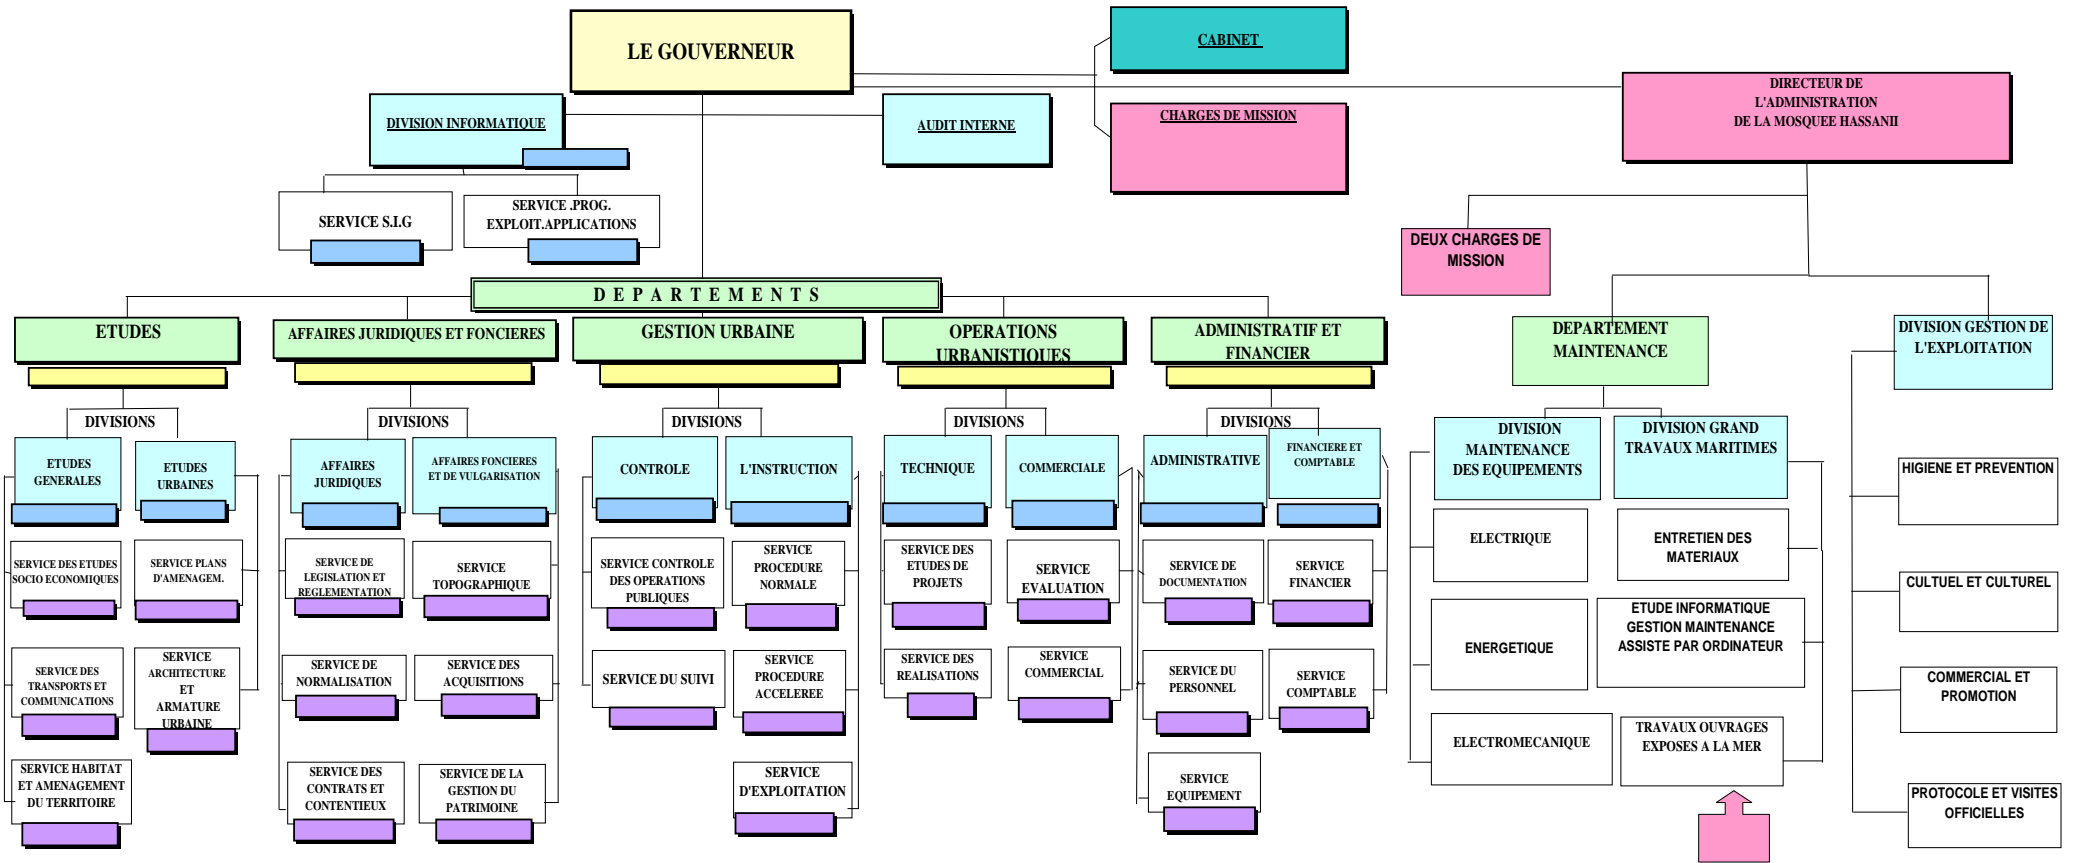 LE GOUVERNEUR
CABINET
DIRECTEUR DE
L'ADMINISTRATION
DE LA MOSQUEE HASSANII
DIVISION INFORMATIQUE
AUDIT INTERNE
CHARGES DE MISSION
SERVICE S.I.G
SERVICE .PROG.
EXPLOIT.APPLICATIONS
DEUX CHARGES DE
MISSION
DEPARTEMENTS
ETUDES
AFFAIRES JURIDIQUES ET FONCIERES
GESTION URBAINE
OPERATIONS
URBANISTIQUES
ADMINISTRATIF ET
FINANCIER
DEPARTEMENT
MAINTENANCE
DIVISION GESTION DE
L'EXPLOITATION
DIVISIONS
DIVISIONS
DIVISIONS
DIVISIONS
DIVISIONS
ETUDES
GENERALES
ETUDES
URBAINES
AFFAIRES
JURIDIQUES
AFFAIRES FONCIERES
ET DE VULGARISATION
CONTROLE
L'INSTRUCTION
TECHNIQUE
COMMERCIALE
ADMINISTRATIVE
FINANCIERE ET
COMPTABLE
DIVISION
MAINTENANCE
DES EQUIPEMENTS
DIVISION GRAND
TRAVAUX MARITIMES
HIGIENE ET PREVENTION
SERVICE DES ETUDES
SOCIO ECONOMIQUES
SERVICE PLANS
D'AMENAGEM.
SERVICE DE
LEGISLATION ET
REGLEMENTATION
SERVICE
TOPOGRAPHIQUE
SERVICE CONTROLE
DES OPERATIONS
PUBLIQUES
SERVICE
PROCEDURE
NORMALE
SERVICE DES
ETUDES DE
PROJETS
SERVICE
EVALUATION
SERVICE DE
DOCUMENTATION
SERVICE
FINANCIER
ELECTRIQUE
ENTRETIEN DES
MATERIAUX
CULTUEL ET CULTUREL
SERVICE DES
TRANSPORTS ET
COMMUNICATIONS
SERVICE
ARCHITECTURE
ET
ARMATURE
URBAINE
SERVICE DE
NORMALISATION
SERVICE DES
ACQUISITIONS
SERVICE DU SUIVI
SERVICE
PROCEDURE
ACCELEREE
SERVICE DES
REALISATIONS
SERVICE
COMMERCIAL
SERVICE DU
PERSONNEL
SERVICE
COMPTABLE
ENERGETIQUE
ETUDE INFORMATIQUE
GESTION MAINTENANCE
ASSISTE PAR ORDINATEUR
COMMERCIAL ET
PROMOTION
SERVICE HABITAT
ET AMENAGEMENT
DU TERRITOIRE
SERVICE DES
CONTRATS ET
CONTENTIEUX
SERVICE DE LA
GESTION DU
PATRIMOINE
SERVICE
D'EXPLOITATION
SERVICE
EQUIPEMENT
ELECTROMECANIQUE
TRAVAUX OUVRAGES
EXPOSES A LA MER
PROTOCOLE ET VISITES
OFFICIELLES